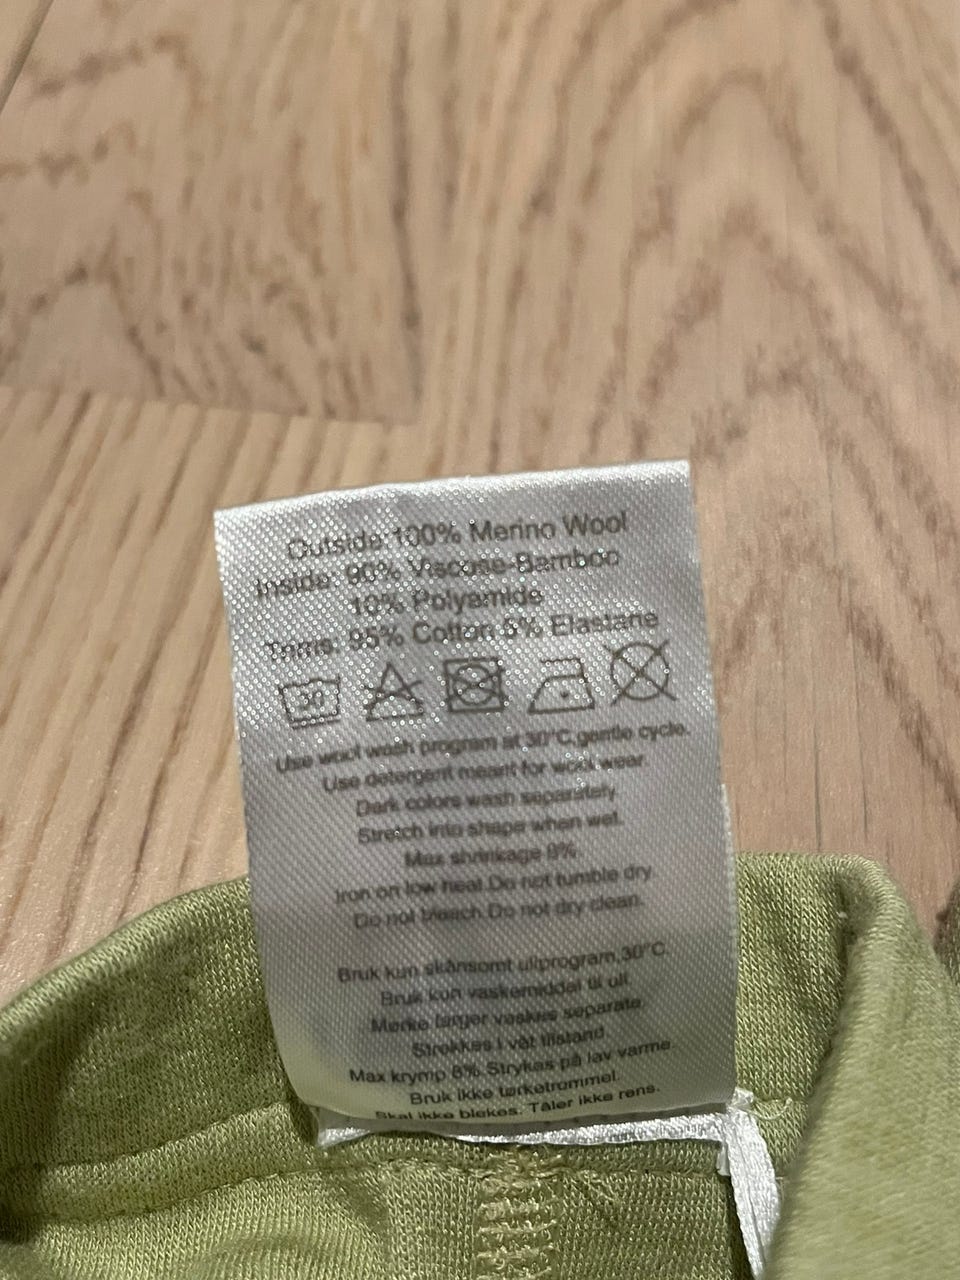 Outside:100% Merino Wool
Inside: 90% Viscose-Bamboo
10% Polyamide
Trims: 95% Cotton 5% Elastane
30
Use wool wash program at 30°C,gentle cycle.
Use detergent meant for wool wear.
Dark colors wash separately
Stretch into shape when wet.
Max shrinkage 8%
Iron on low heat.Do not tumble dry
Do not bleach.Do not dry clean.
Bruk kun skånsomt ullprogram,30°C
Bruk kun vaskemiddel til ull
Mørke farger vaskes separate.
Strekkes i våt tilstand
Max krymp 8% Strykes på lav varme.
Bruk ikke tørketrommel.
Skal ikke blekes. Tåler ikke rens.